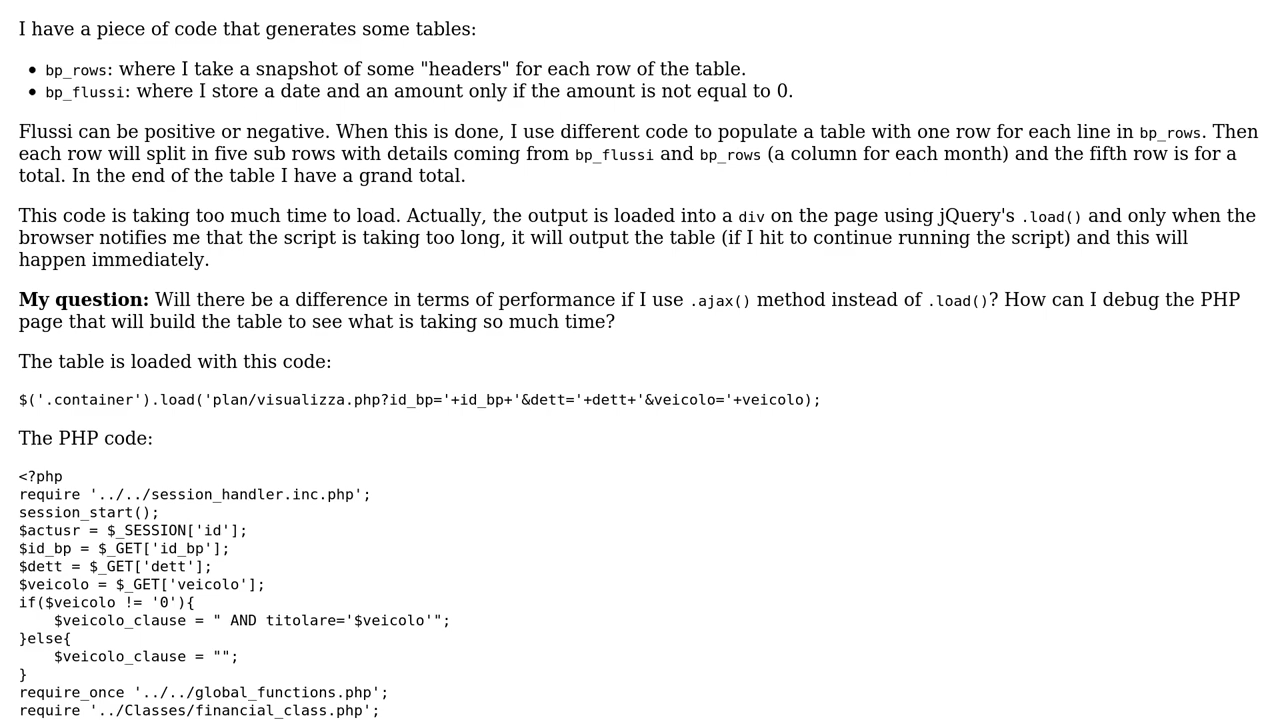 I have a piece of code that generates some tables:
• bp_rows: where I take a snapshot of some "headers" for each row of the table.
• bp_flussi: where I store a date and an amount only if the amount is not equal to 0.
Flussi can be positive or negative. When this is done, I use different code to populate a table with one row for each line in bp_rows. Then
each row will split in five sub rows with details coming from bp_flussi and bp_rows (a column for each month) and the fifth row is for a
total. In the end of the table I have a grand total.
This code is taking too much time to load. Actually, the output is loaded into a div on the page using jQuery's .load() and only when the
browser notifies me that the script is taking too long, it will output the table (if I hit to continue running the script) and this will
happen immediately.
My question: Will there be a difference in terms of performance if I use .ajax() method instead of .load()? How can I debug the PHP
page that will build the table to see what is taking so much time?
The table is loaded with this code:
$('.container').load('plan/visualizza.php?id_bp='+id_bp+'&dett='+dett+'&veicolo='+veicolo);
The PHP code:
<?php
require '../../session_handler.inc.php';
session_start();
$actusr = $_SESSION['id'];
$id_bp = $_GET['id_bp'];
$dett = $_GET['dett'];
$veicolo = $_GET['veicolo'];
if($veicolo != '0'){
    $veicolo_clause = " AND titolare='$veicolo'";
}else{
    $veicolo_clause = "";
}
require_once '../../global_functions.php';
require '../Classes/financial_class.php';